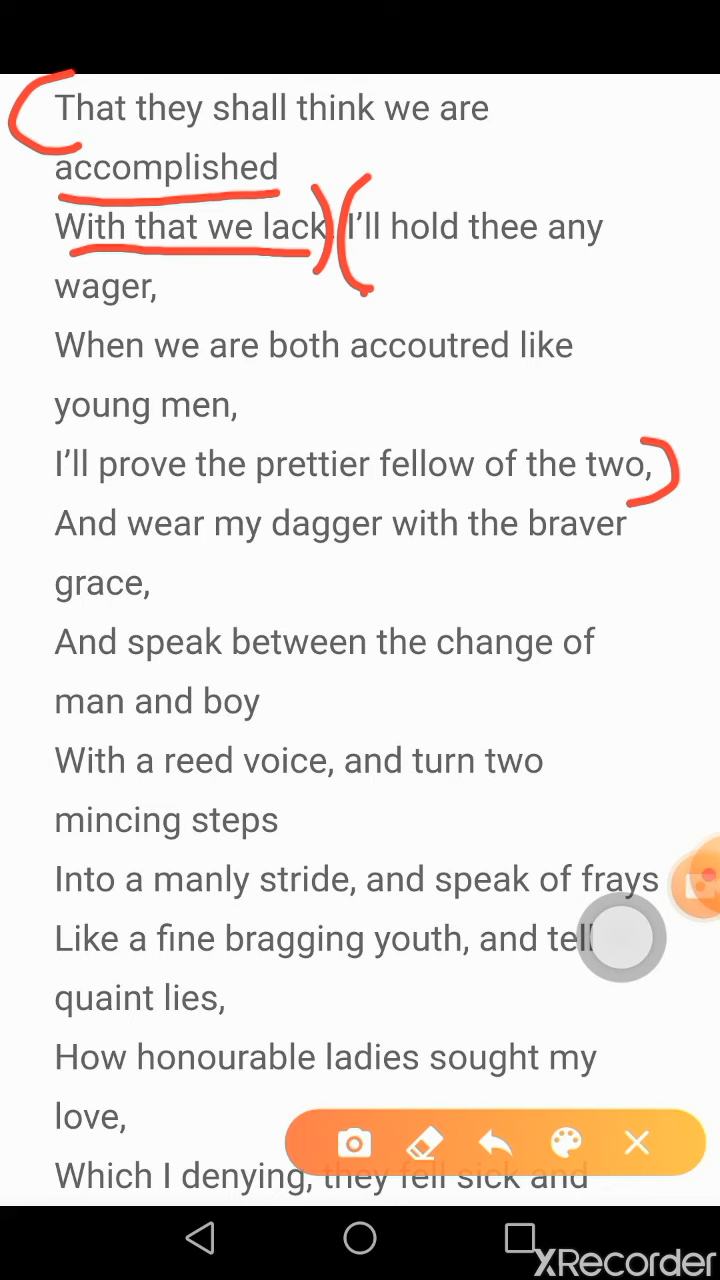 That they shall think we are
accomplished
With that we lack. I’ll hold thee any
wager,
When we are both accoutred like
young men,
I’ll prove the prettier fellow of the two,
And wear my dagger with the braver
grace,
And speak between the change of
man and boy
With a reed voice, and turn two
mincing steps
Into a manly stride, and speak of frays
Like a fine bragging youth, and tell
quaint lies,
How honourable ladies sought my
love,
Which I denying, they fell sick and
XRecorder